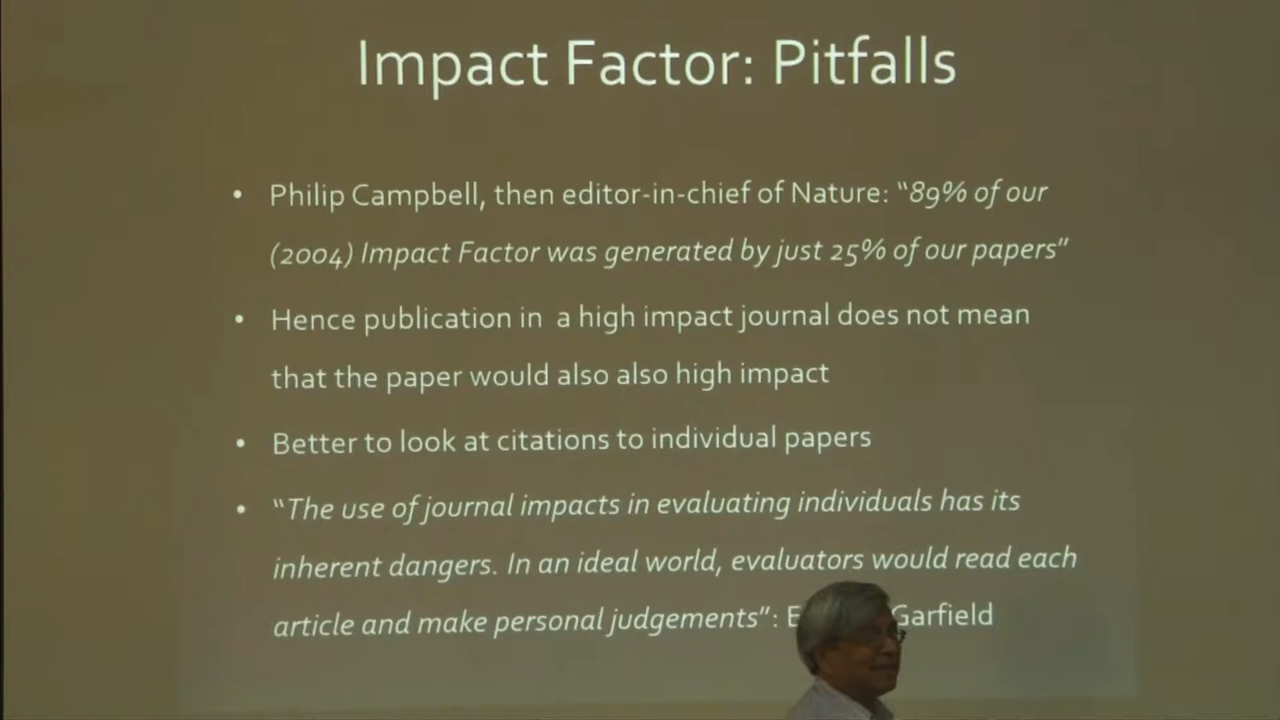 Impact Factor: Pitfalls
• Philip Campbell, then editor-in-chief of Nature: “89% of our
(2004) Impact Factor was generated by just 25% of our papers”
• Hence publication in a high impact journal does not mean
that the paper would also also high impact
• Better to look at citations to individual papers
• “The use of journal impacts in evaluating individuals has its
inherent dangers. In an ideal world, evaluators would read each
article and make personal judgements”: Garfield